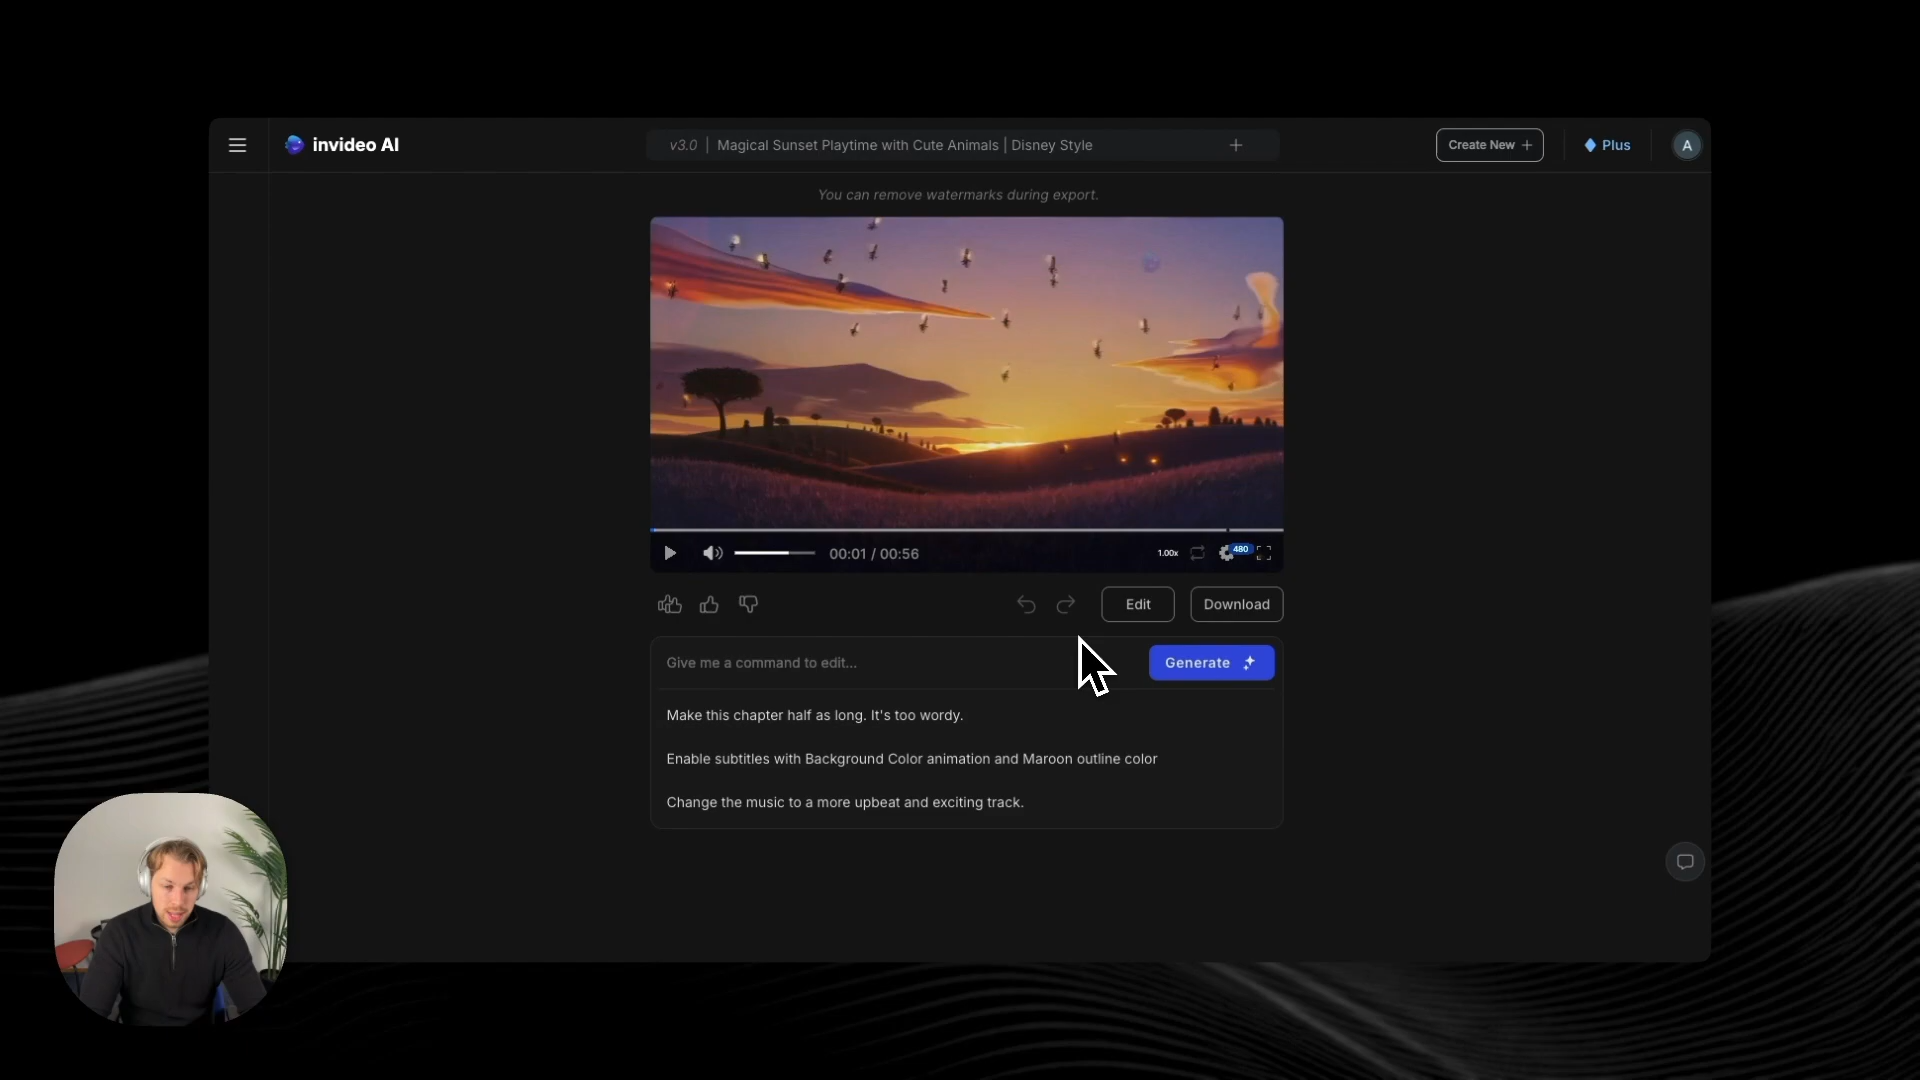 invideo AI
v3.0 | Magical Sunset Playtime with Cute Animals | Disney Style
Create New
Plus
A
You can remove watermarks during export.
00:01 / 00:56
1.00x
480
Edit
Download
Give me a command to edit...
Generate
Make this chapter half as long. It's too wordy.
Enable subtitles with Background Color animation and Maroon outline color
Change the music to a more upbeat and exciting track.